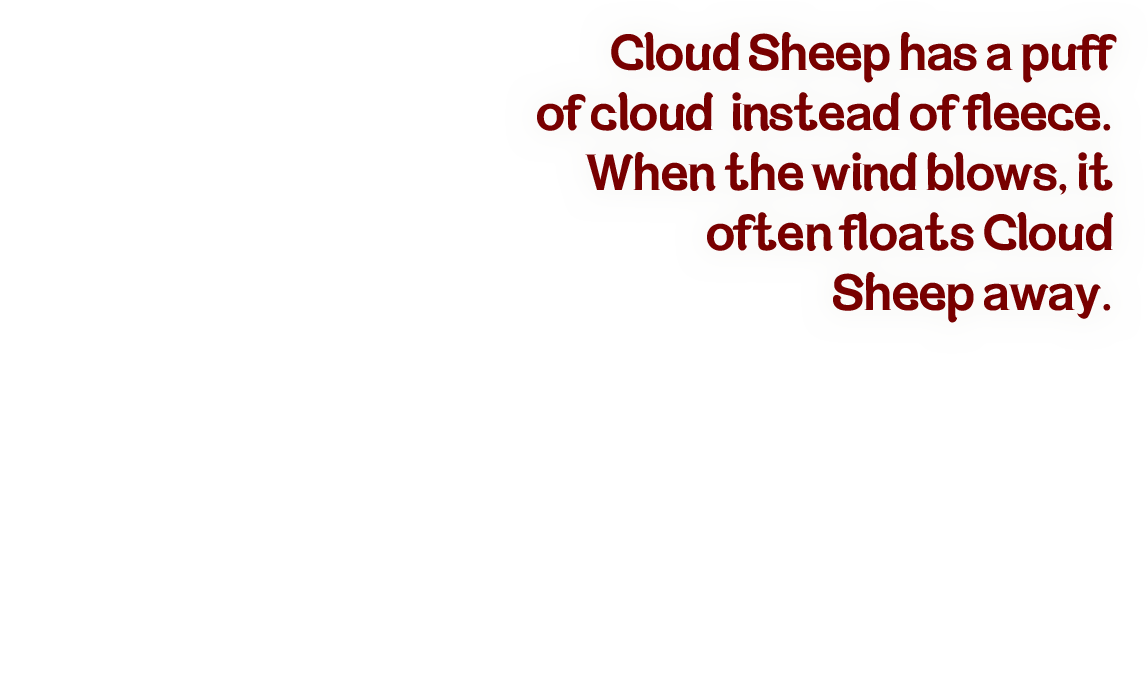 Cloud Sheep has a puff
of cloud  instead of fleece.
When the wind blows, it
often floats Cloud
Sheep away.